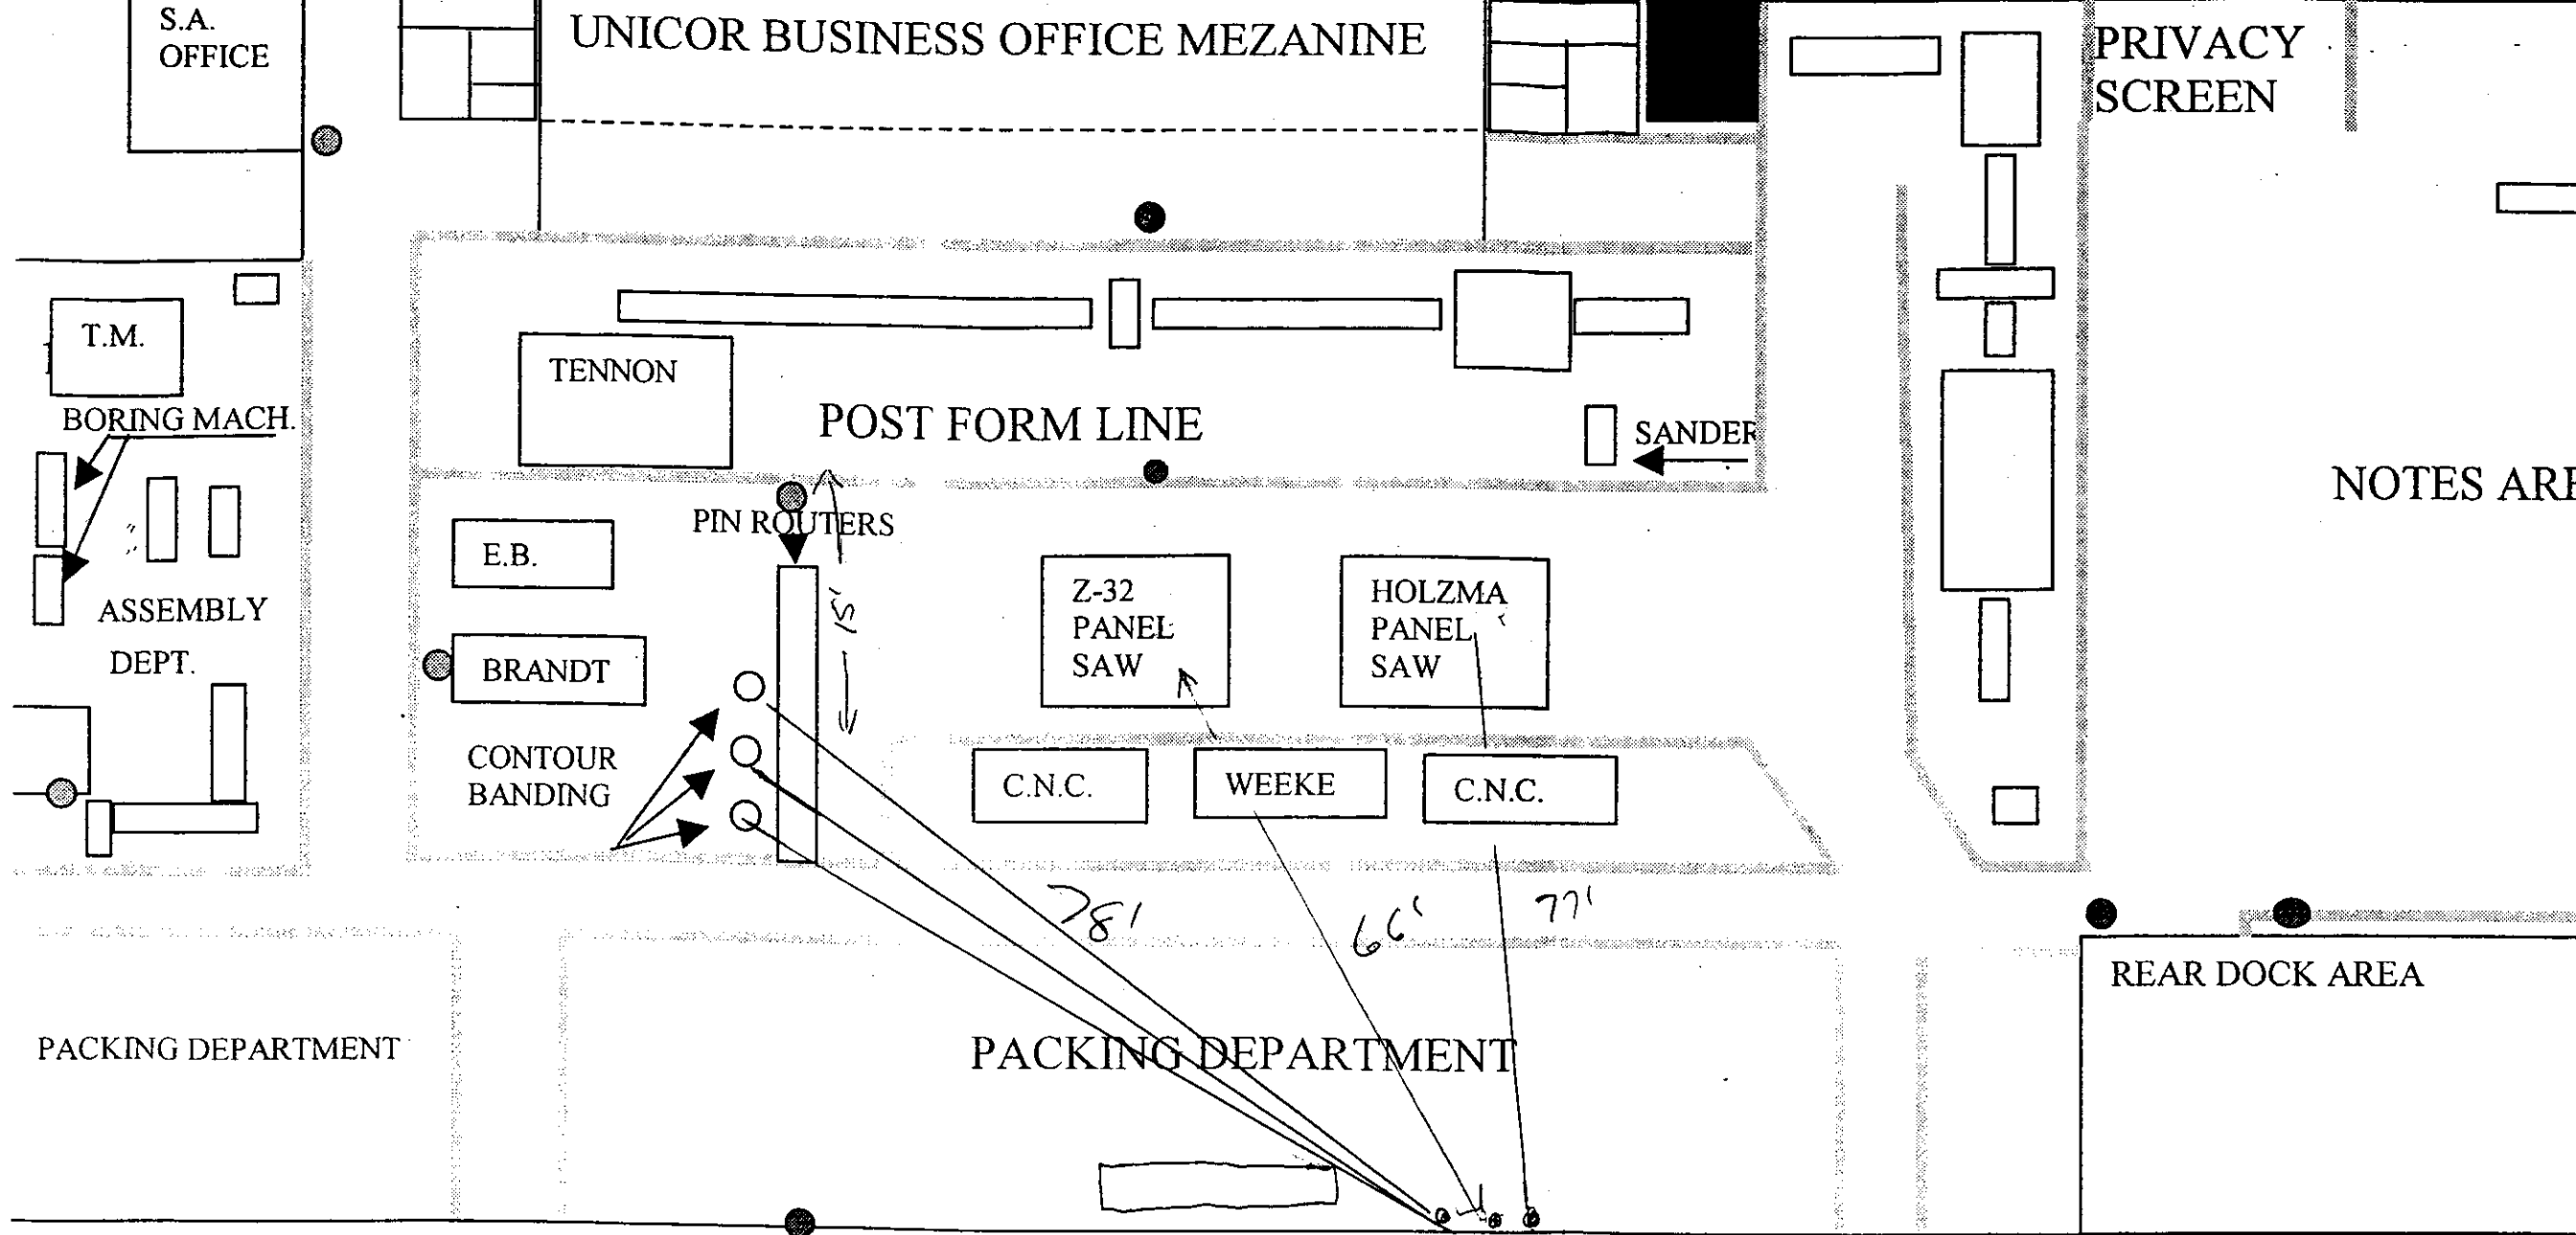 S.A.
OFFICE
UNICOR BUSINESS OFFICE MEZANINE
PRIVACY
SCREEN
T.M.
BORING MACH.
TENNON
POST FORM LINE
SANDER
NOTES ARE
PIN ROUTERS
E.B.
15'
Z-32
PANEL
SAW
HOLZMA
PANEL
SAW
ASSEMBLY
DEPT.
BRANDT
CONTOUR
BANDING
C.N.C.
WEEKE
C.N.C.
78'
66'
77'
REAR DOCK AREA
PACKING DEPARTMENT
PACKING DEPARTMENT